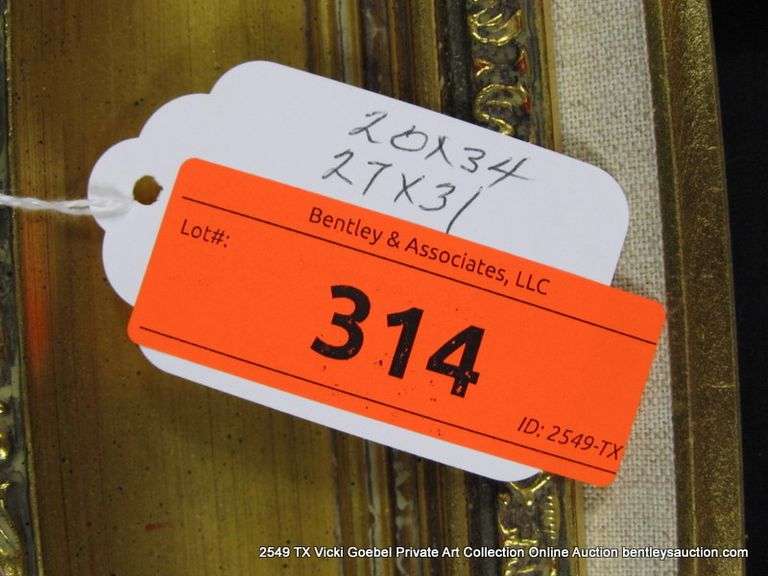 20X34
27X31
Bentley & Associates, LLC
Lot#:
314
ID: 2549-TX
2549 TX Vicki Goebel Private Art Collection Online Auction bentleysauction.com